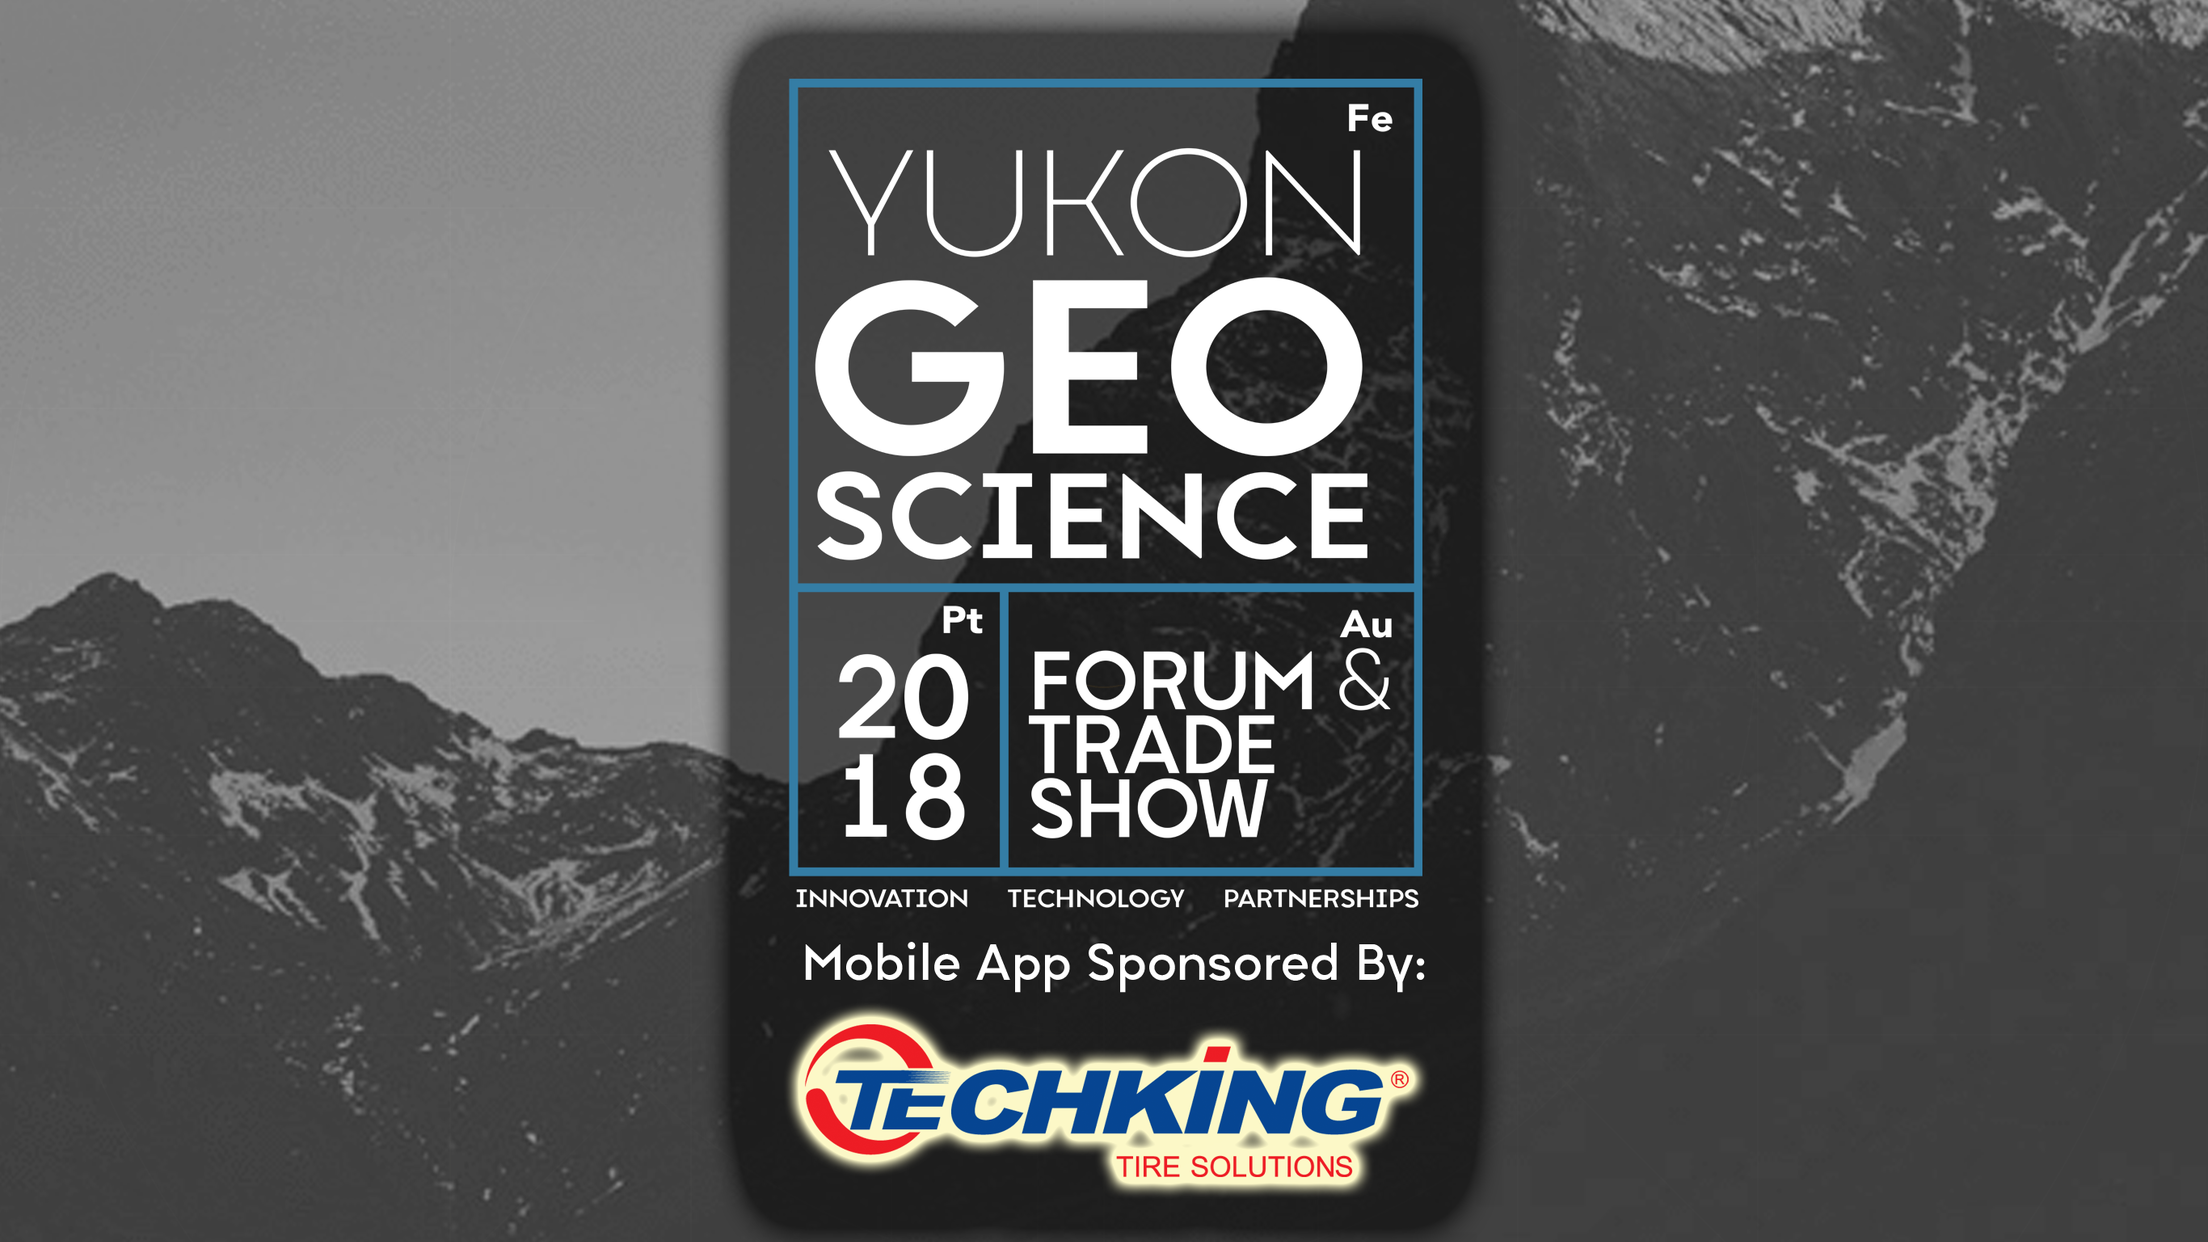 Fe
YUKON
GEO
SCIENCE
Pt
20
18
Au
FORUM &
TRADE
SHOW
INNOVATION TECHNOLOGY PARTNERSHIPS
Mobile App Sponsored By:
TECHKING®
TIRE SOLUTIONS